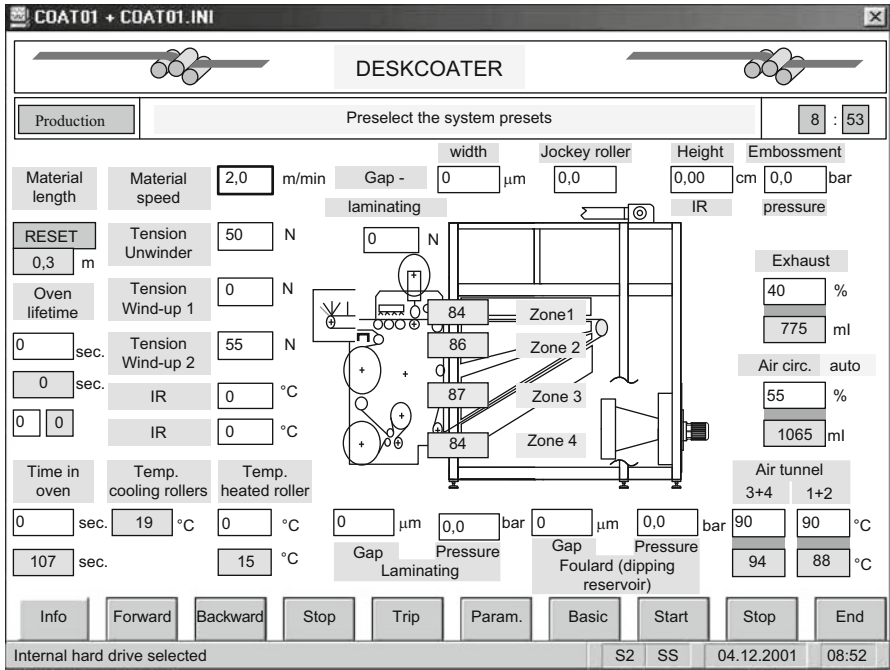 COAT01 + COAT01.INI
DESKCOATER
Production
Preselect the system presets
8 : 53
width
Jockey roller
Height
Embossment
Material length
Material speed
2,0 m/min
Gap -
0 µm
0,0
0,00 cm
0,0 bar
laminating
IR
pressure
RESET
0,3 m
Tension Unwinder
50 N
0 N
Exhaust
40 %
775 ml
Oven lifetime
Tension Wind-up 1
0 N
84 Zone1
0 sec.
Tension Wind-up 2
55 N
86 Zone 2
Air circ. auto
0 sec.
IR
0 °C
87 Zone 3
55 %
0 0
IR
0 °C
84 Zone 4
1065 ml
Time in oven
Temp. cooling rollers
Temp. heated roller
Air tunnel
3+4 1+2
0 sec.
19 °C
0 °C
0 µm
0,0 bar
0 µm
0,0 bar
90
90 °C
107 sec.
15 °C
Gap
Pressure
Laminating
Gap
Pressure
Foulard (dipping
reservoir)
94
88 °C
Info
Forward
Backward
Stop
Trip
Param.
Basic
Start
Stop
End
Internal hard drive selected
S2
SS
04.12.2001
08:52